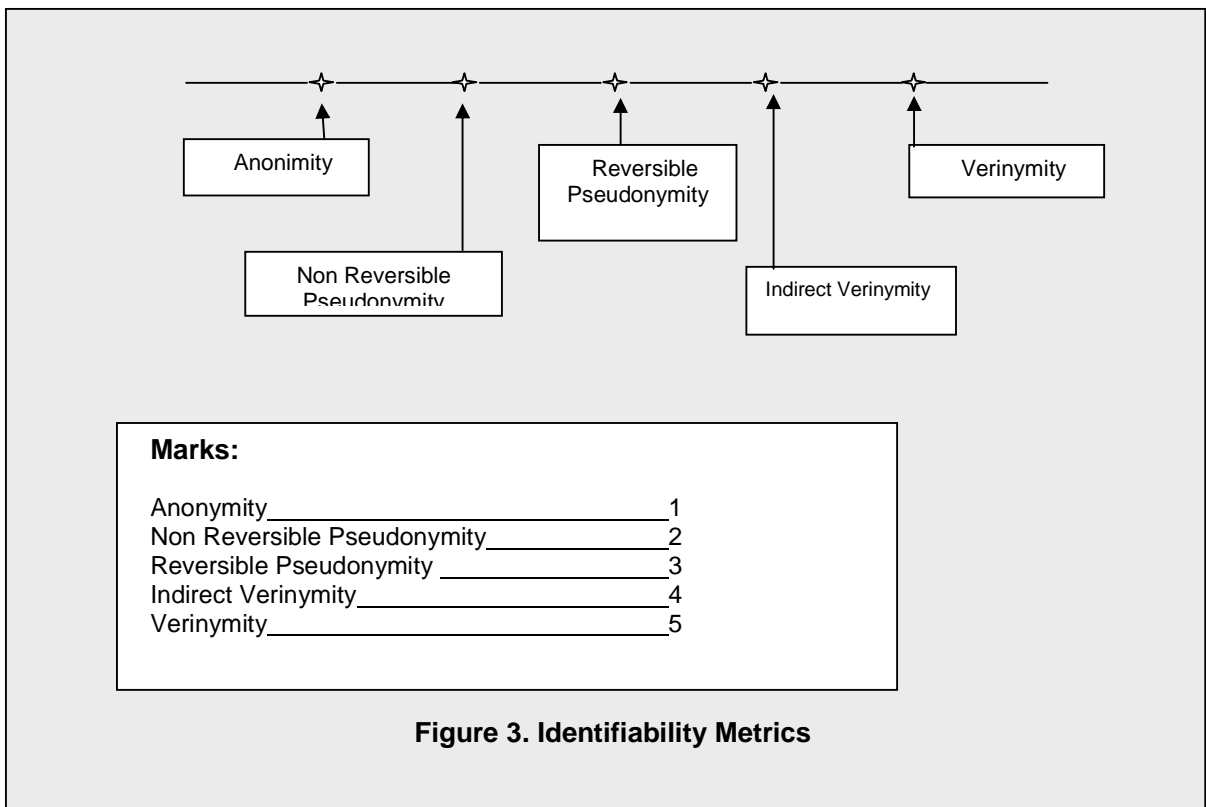 Anonimity
Reversible
Pseudonymity
Verinymity
Non Reversible
Pseudonymity
Indirect Verinymity
Marks:
Anonymity 1
Non Reversible Pseudonymity 2
Reversible Pseudonymity 3
Indirect Verinymity 4
Verinymity 5
Figure 3. Identifiability Metrics